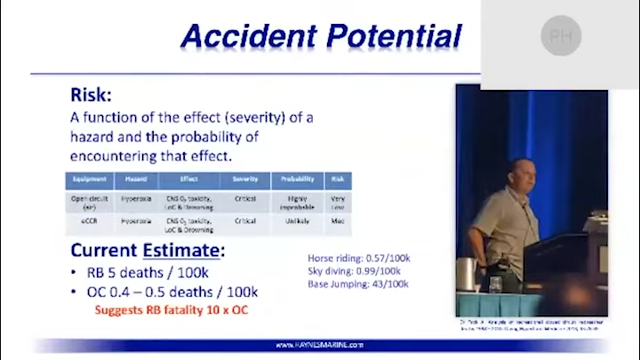 Accident Potential
PH
Risk:
A function of the effect (severity) of a
hazard and the probability of
encountering that effect.
Equipment Hazard Effect Severity Probability Risk
Open circuit (air) Hyperoxia CNS O₂ toxicity, LoC & Drowning Critical Highly improbable Very Low
eCCR Hyperoxia CNS O₂ toxicity, LoC & Drowning Critical Unlikely Med
Current Estimate:
• RB 5 deaths / 100k
• OC 0.4 – 0.5 deaths / 100k
Suggests RB fatality 10 x OC
Horse riding: 0.57/100k
Sky diving: 0.99/100k
Base Jumping: 43/100k
www.HAYNESMARINE.com